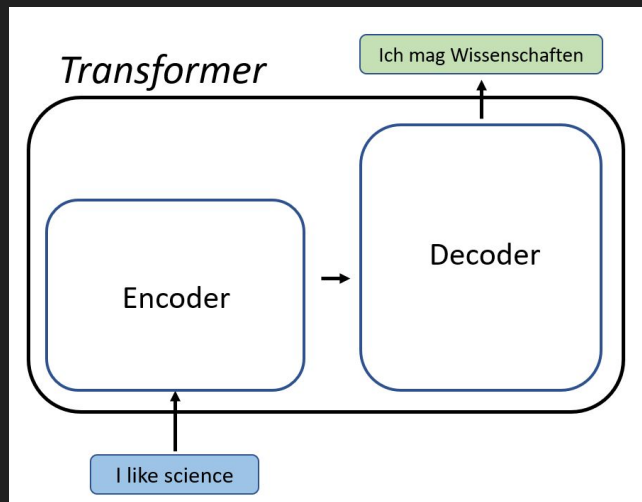 Transformer
Ich mag Wissenschaften
Encoder
Decoder
I like science